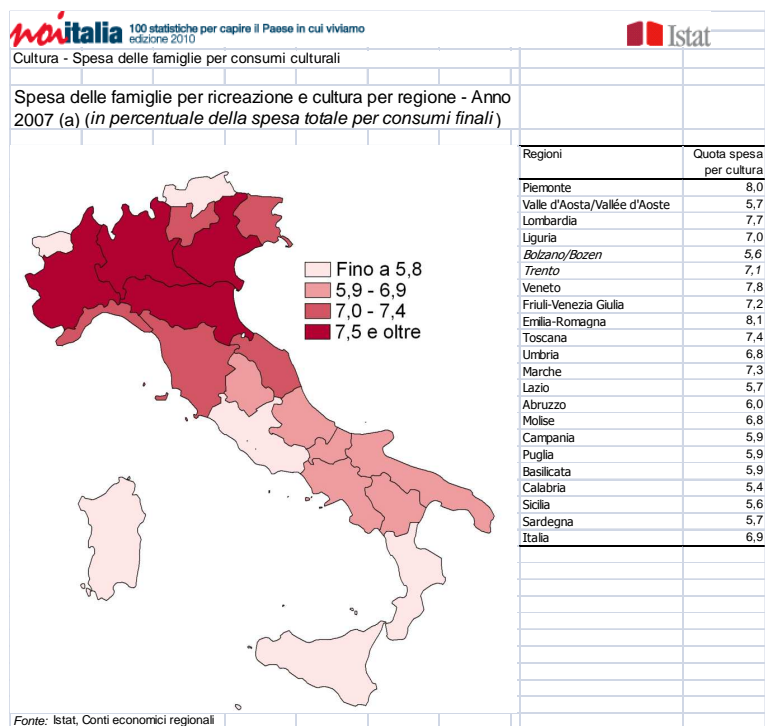 noi italia 100 statistiche per capire il Paese in cui viviamo
edizione 2010
Istat
Cultura - Spesa delle famiglie per consumi culturali
Spesa delle famiglie per ricreazione e cultura per regione - Anno
2007 (a) (in percentuale della spesa totale per consumi finali)
Fino a 5,8
5,9 - 6,9
7,0 - 7,4
7,5 e oltre
Regioni Quota spesa
per cultura
Piemonte 8,0
Valle d'Aosta/Vallée d'Aoste 5,7
Lombardia 7,7
Liguria 7,0
Bolzano/Bozen 5,6
Trento 7,1
Veneto 7,8
Friuli-Venezia Giulia 7,2
Emilia-Romagna 8,1
Toscana 7,4
Umbria 6,8
Marche 7,3
Lazio 5,7
Abruzzo 6,0
Molise 6,8
Campania 5,9
Puglia 5,9
Basilicata 5,9
Calabria 5,4
Sicilia 5,6
Sardegna 5,7
Italia 6,9
Fonte: Istat, Conti economici regionali